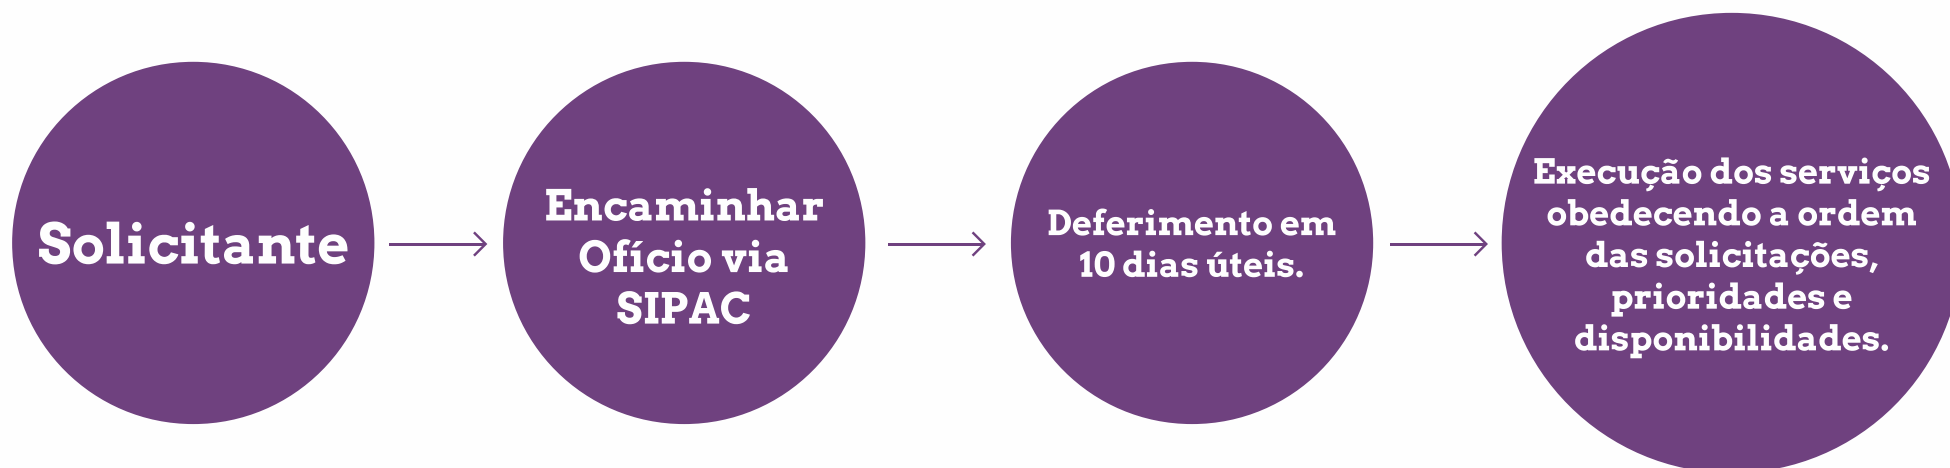 Solicitante
Encaminhar
Ofício via
SIPAC
Deferimento em
10 dias úteis.
Execução dos serviços
obedecendo a ordem
das solicitações,
prioridades e
disponibilidades.